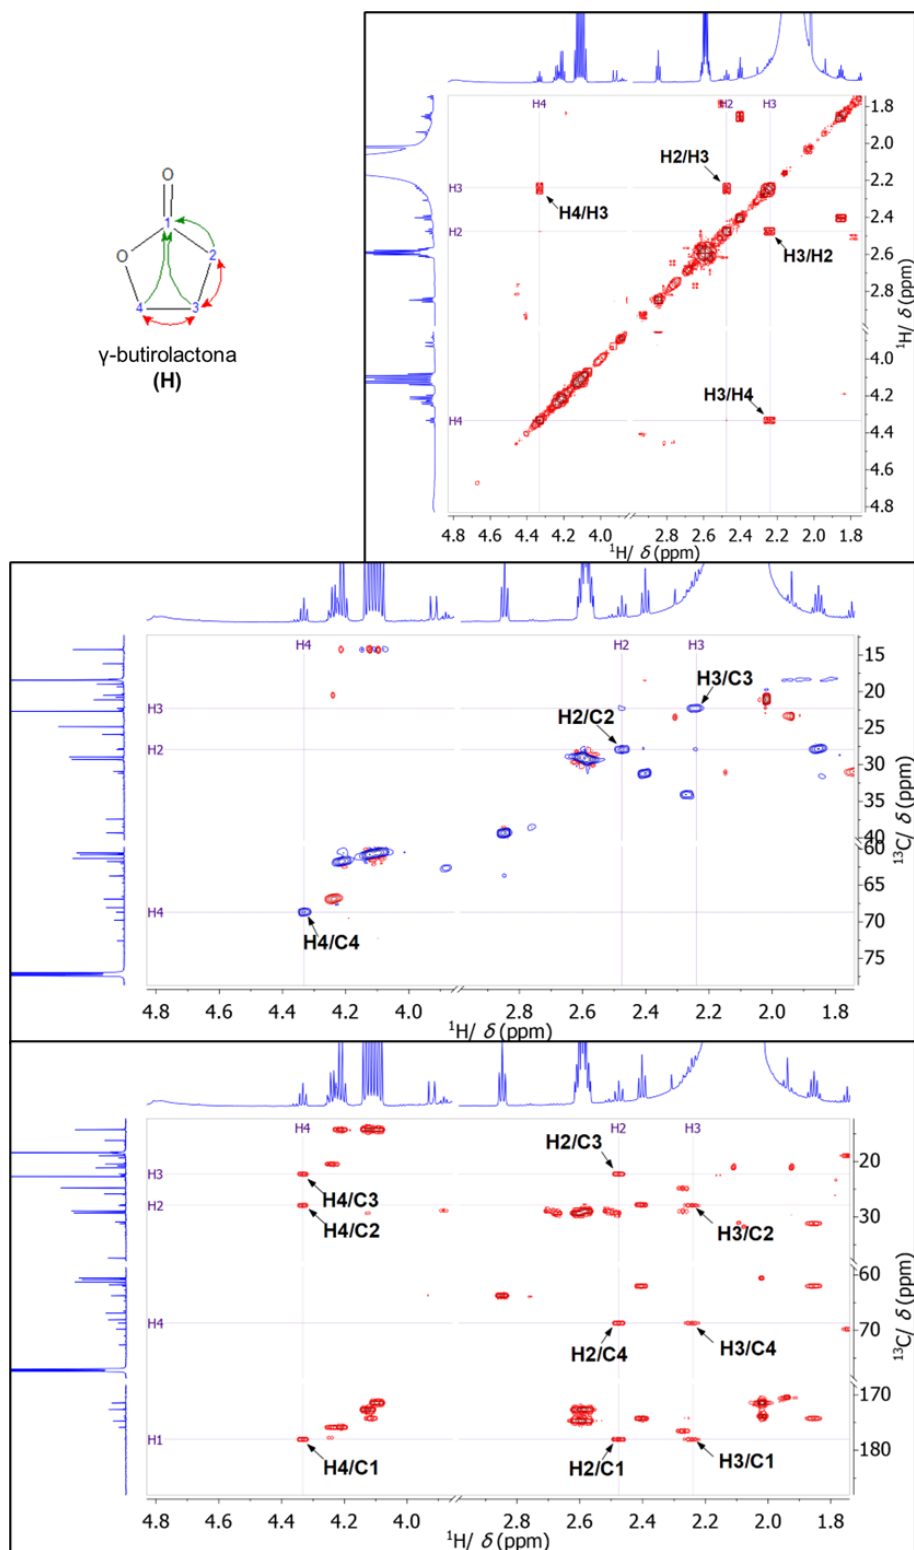 O
1
O
2
4
3
γ-butirolactona
(H)
H4 H2 H3
H3
H2
H4
H2/H3
H4/H3
H3/H2
H3/H4
1.8
2.0
2.2
2.4
2.6
2.8
4.0
4.2
4.4
4.6
4.8
¹H/ δ (ppm)
4.8 4.6 4.4 4.2 4.0 2.8 2.6 2.4 2.2 2.0 1.8
¹H/ δ (ppm)
H4 H2 H3
H3
H2
H4
H3/C3
H2/C2
H4/C4
15
20
25
30
35
40
60
65
70
75
¹³C/ δ (ppm)
4.8 4.6 4.4 4.2 4.0 2.8 2.6 2.4 2.2 2.0 1.8
¹H/ δ (ppm)
H4 H2 H3
H3
H2
H4
H1
H2/C3
H4/C3
H4/C2
H3/C2
H2/C4
H3/C4
H4/C1
H2/C1
H3/C1
20
30
60
70
170
180
¹³C/ δ (ppm)
4.8 4.6 4.4 4.2 4.0 2.8 2.6 2.4 2.2 2.0 1.8
¹H/ δ (ppm)